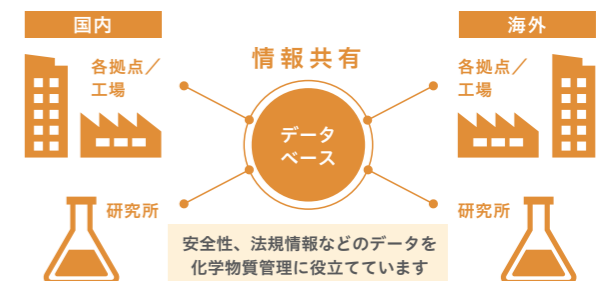 国内
海外
情報共有
各拠点／
工場
各拠点／
工場
データ
ベース
研究所
研究所
安全性、法規情報などのデータを
化学物質管理に役立てています